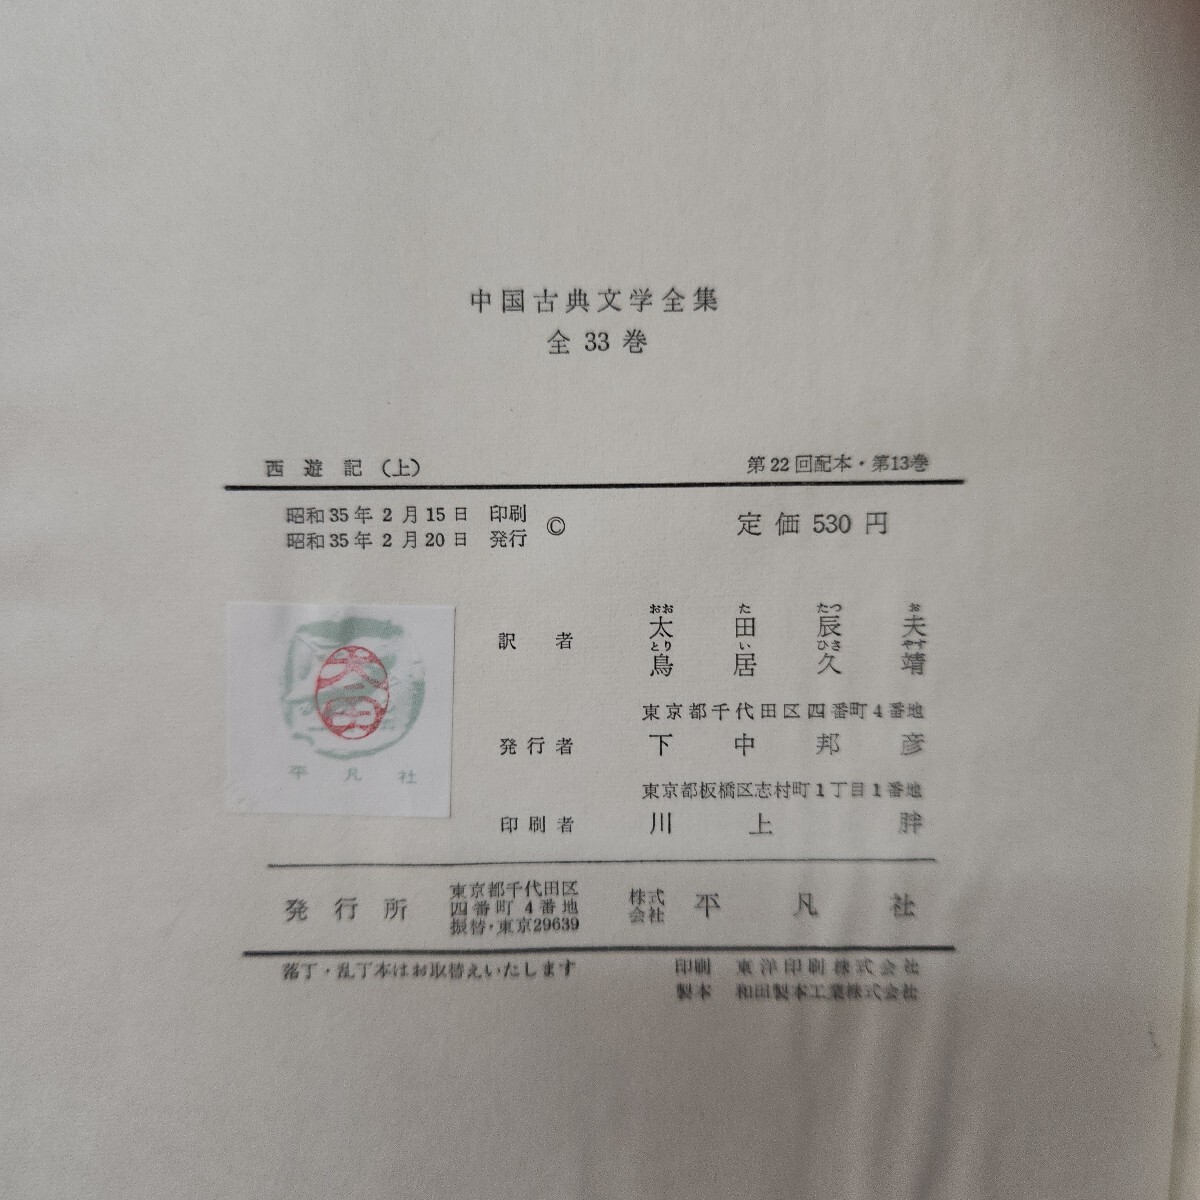 中国古典文学全集
全 33 巻
西遊記(上) 第22回配本・第13巻
昭和35年2月15日 印刷
昭和35年2月20日 発行 ©
定価 530 円
おお た たつ お
訳者 太田辰夫
とり い ひさ やす
鳥居久靖
東京都千代田区四番町4番地
発行者 下中邦彦
東京都板橋区志村町1丁目1番地
印刷者 川上
太田
平凡社
発行所 東京都千代田区
四番町4番地
振替・東京29639
株式
会社 平凡社
落丁・乱丁本はお取替えいたします
印刷 東洋印刷株式会社
製本 和田製本工業株式会社